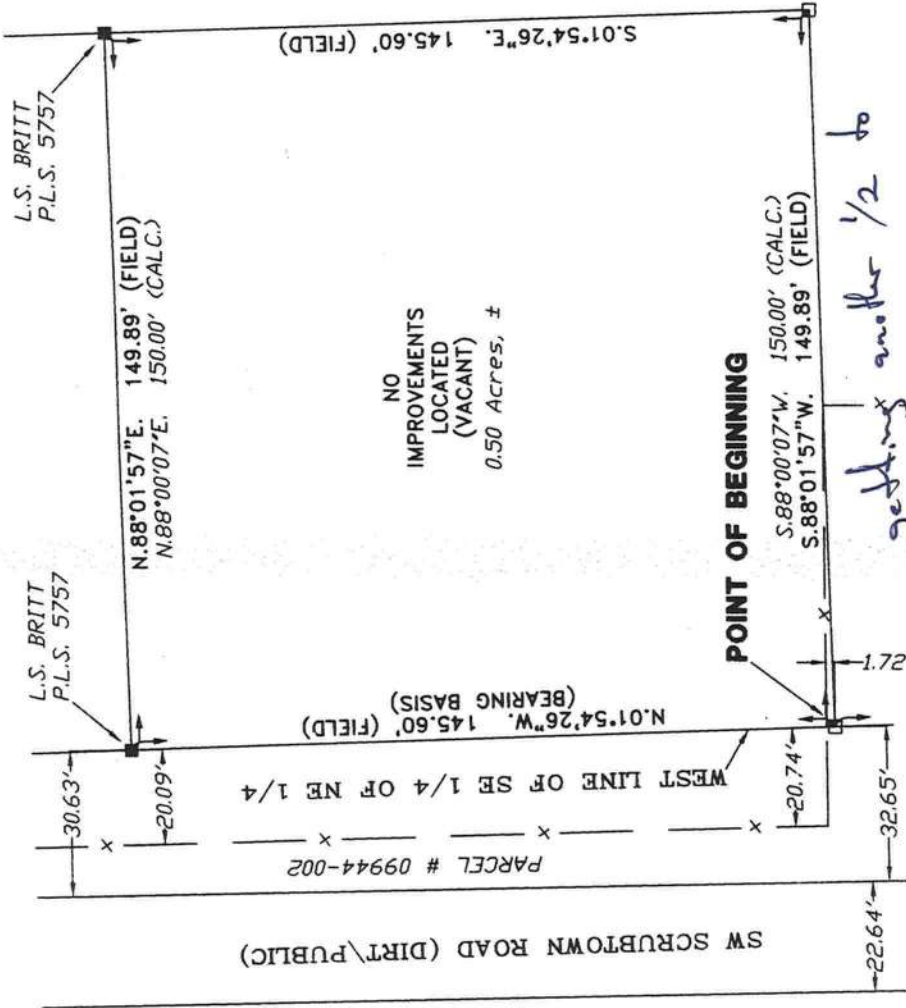 L.S. BRITT
P.L.S. 5757
L.S. BRITT
P.L.S. 5757
N.88°01'57"E. 149.89' (FIELD)
N.88°00'07"E. 150.00' (CALC.)
S.01°54'26"E. 145.60' (FIELD)
30.63'
20.09'
NO
IMPROVEMENTS
LOCATED
(VACANT)
0.50 Acres, ±
N.01°54'26"W. 145.60' (FIELD)
(BEARING BASIS)
WEST LINE OF SE 1/4 OF NE 1/4
PARCEL # 09944-002
SW SCRUBTOWN ROAD (DIRT\PUBLIC)
POINT OF BEGINNING
S.88°00'07"W. 150.00' (CALC.)
S.88°01'57"W. 149.89' (FIELD)
20.74'
1.72
32.65'
22.64'
getting another 1/2 to